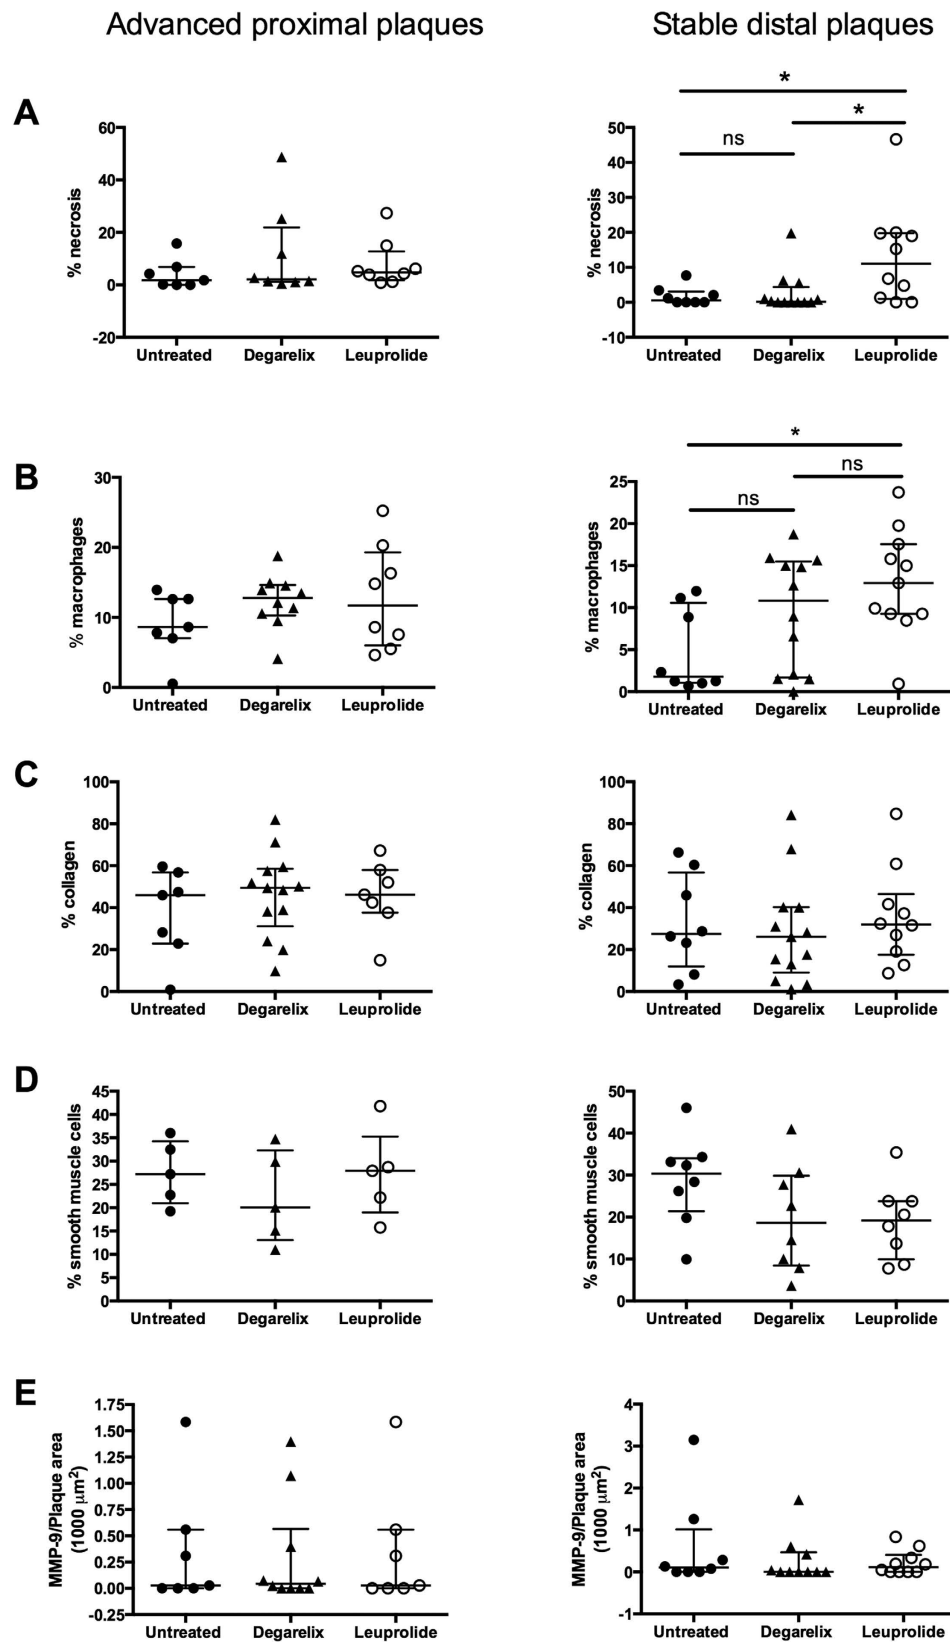 Advanced proximal plaques
Stable distal plaques
A
% necrosis
60
40
20
0
-20
Untreated
Degarelix
Leuprolide
*
*
ns
% necrosis
50
40
30
20
10
0
-10
Untreated
Degarelix
Leuprolide
B
% macrophages
30
20
10
0
Untreated
Degarelix
Leuprolide
*
ns
ns
% macrophages
25
20
15
10
5
0
Untreated
Degarelix
Leuprolide
C
% collagen
100
80
60
40
20
0
Untreated
Degarelix
Leuprolide
% collagen
100
80
60
40
20
0
Untreated
Degarelix
Leuprolide
D
% smooth muscle cells
45
40
35
30
25
20
15
10
5
0
Untreated
Degarelix
Leuprolide
% smooth muscle cells
50
40
30
20
10
0
Untreated
Degarelix
Leuprolide
E
MMP-9/Plaque area
(1000 μm²)
1.75
1.50
1.25
1.00
0.75
0.50
0.25
0.00
-0.25
Untreated
Degarelix
Leuprolide
MMP-9/Plaque area
(1000 μm²)
4
3
2
1
0
-1
Untreated
Degarelix
Leuprolide